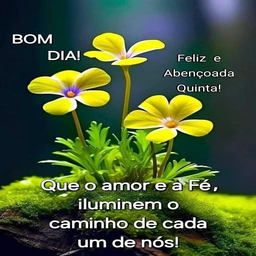 BOM
DIA!
Feliz e
Abençoada
Quinta!
Que o amor e a Fé,
iluminem o
caminho de cada
um de nós!